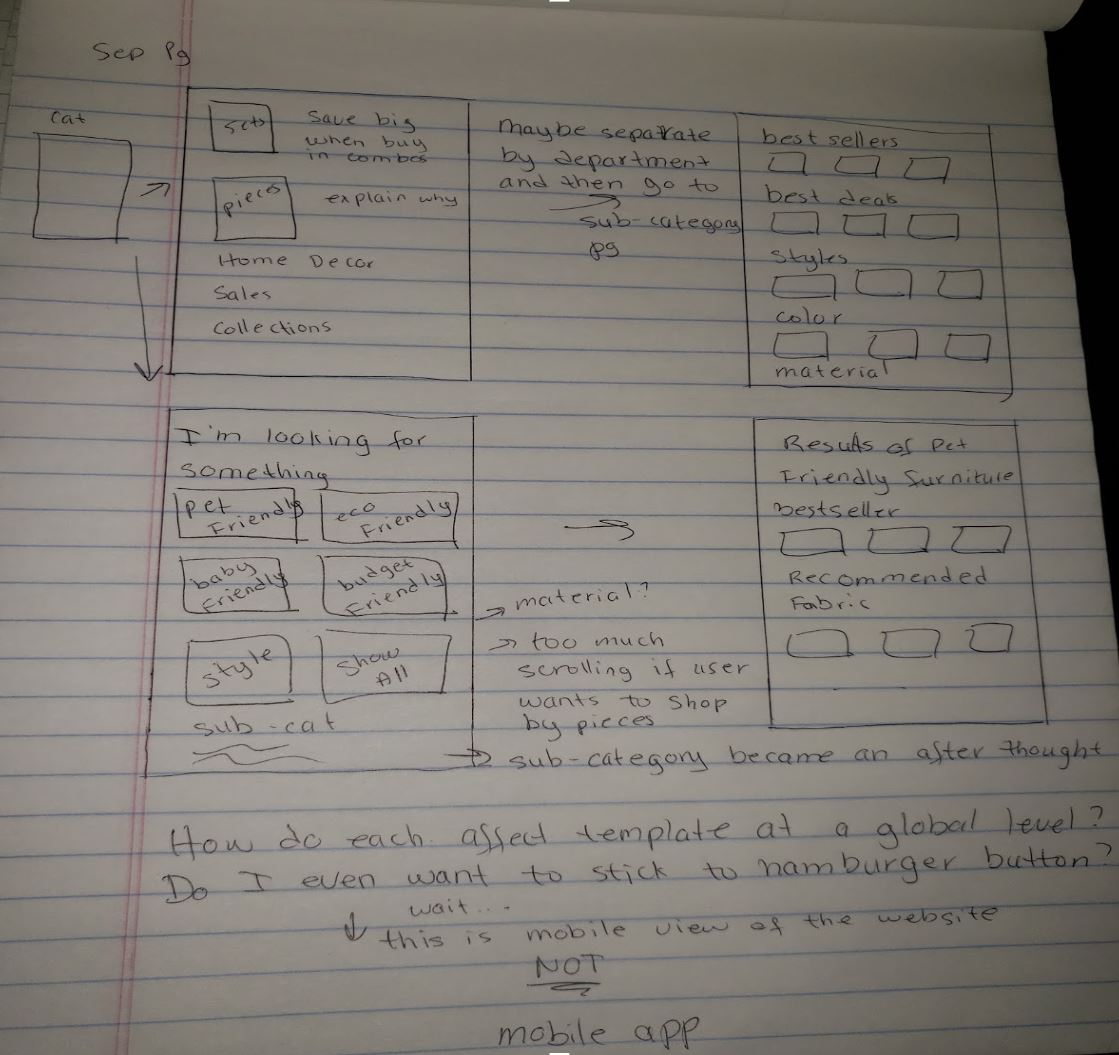 Sep Pg
Cat
sets
Save big
when buy
in combos
pieces
explain why
Home Decor
Sales
Collections
Maybe separate
by department
and then go to
sub-category
pg
best sellers
best deals
Styles
color
material
I'm looking for
something
pet
Friendly
eco
Friendly
baby
Friendly
budget
Friendly
style
Show
All
sub-cat
→ material?
→ too much
scrolling if user
wants to shop
by pieces
→ sub-category became an after thought
Results of Pet
Friendly furniture
bestseller
Recommended
Fabric
How do each affect template at a global level?
Do I even want to stick to hamburger button?
wait...
↓ this is mobile view of the website
NOT
mobile app